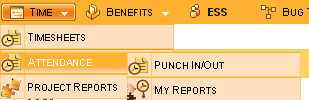 TIME BENEFITS ESS BUG
TIMESHEETS
ATTENDANCE PUNCH IN/OUT
PROJECT REPORTS MY REPORTS